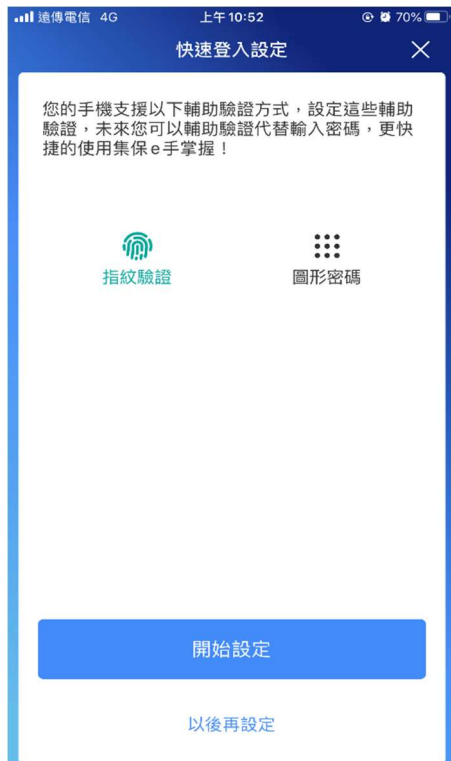 遠傳電信 4G 上午10:52 70%
快速登入設定
您的手機支援以下輔助驗證方式，設定這些輔助
驗證，未來您可以輔助驗證代替輸入密碼，更快
捷的使用集保e手掌握！
指紋驗證 圖形密碼
開始設定
以後再設定